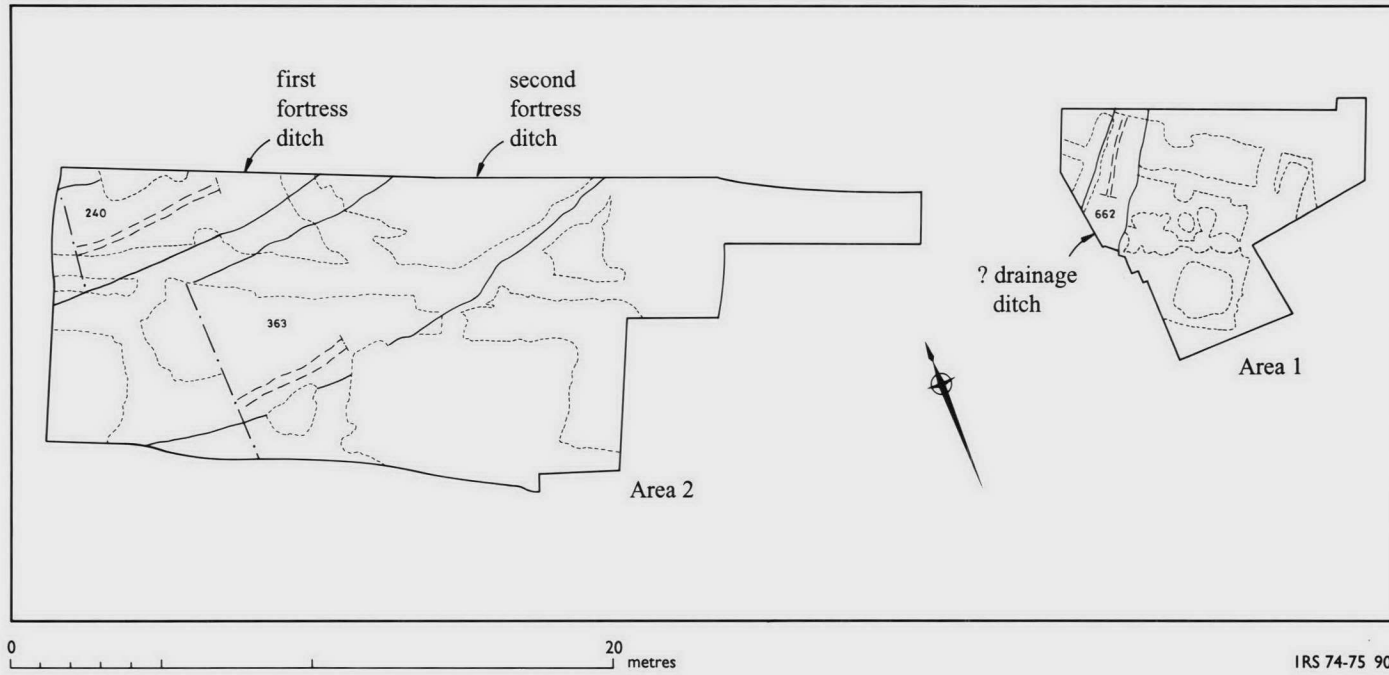 first
fortress
ditch
second
fortress
ditch
240
363
662
? drainage
ditch
Area 1
Area 2
0
20
metres
IRS 74-75 90